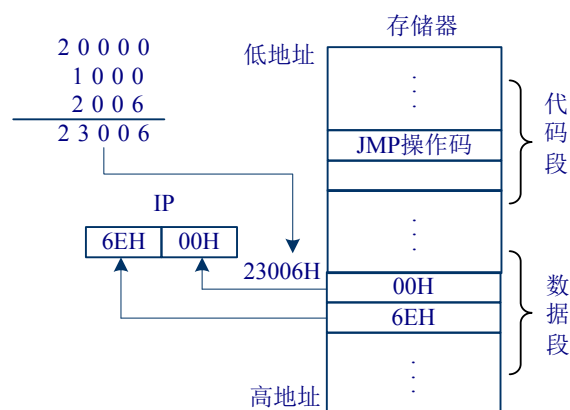 2 0 0 0 0
1 0 0 0
2 0 0 6
2 3 0 0 6
存储器
低地址
JMP操作码
代码段
IP
6EH 00H
23006H
00H
6EH
数据段
高地址